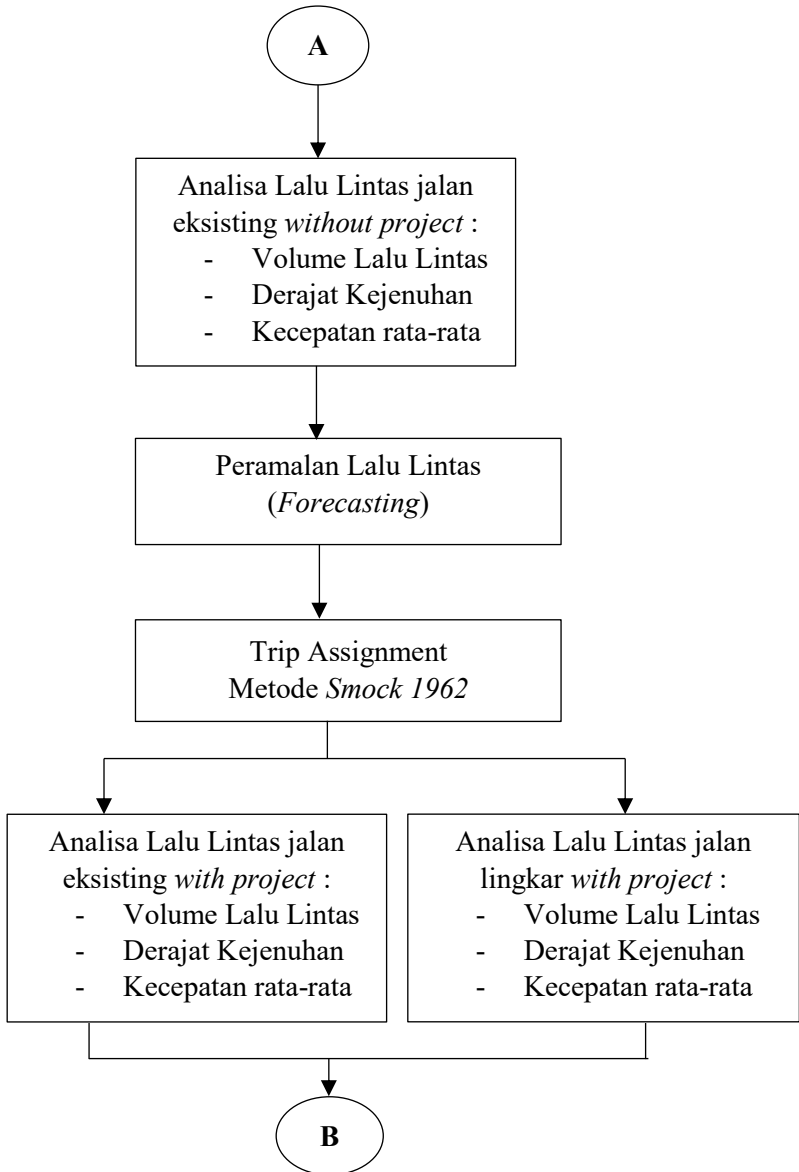 A
Analisa Lalu Lintas jalan
eksisting without project :
- Volume Lalu Lintas
- Derajat Kejenuhan
- Kecepatan rata-rata
Peramalan Lalu Lintas
(Forecasting)
Trip Assignment
Metode Smock 1962
Analisa Lalu Lintas jalan
eksisting with project :
- Volume Lalu Lintas
- Derajat Kejenuhan
- Kecepatan rata-rata
Analisa Lalu Lintas jalan
lingkar with project :
- Volume Lalu Lintas
- Derajat Kejenuhan
- Kecepatan rata-rata
B